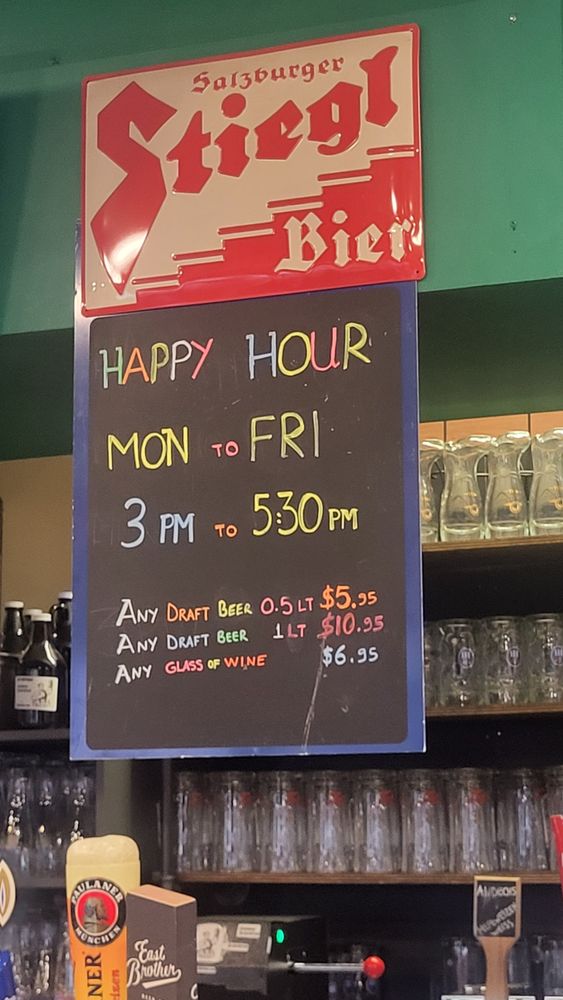 Salzburger
Stiegl
Bier
HAPPY HOUR
MON TO FRI
3 PM TO 5:30 PM
ANY DRAFT BEER 0.5 LT $5.95
ANY DRAFT BEER 1 LT $10.95
ANY GLASS OF WINE $6.95
PAULANER
MÜNCHEN
East
Brother
ANDECHS